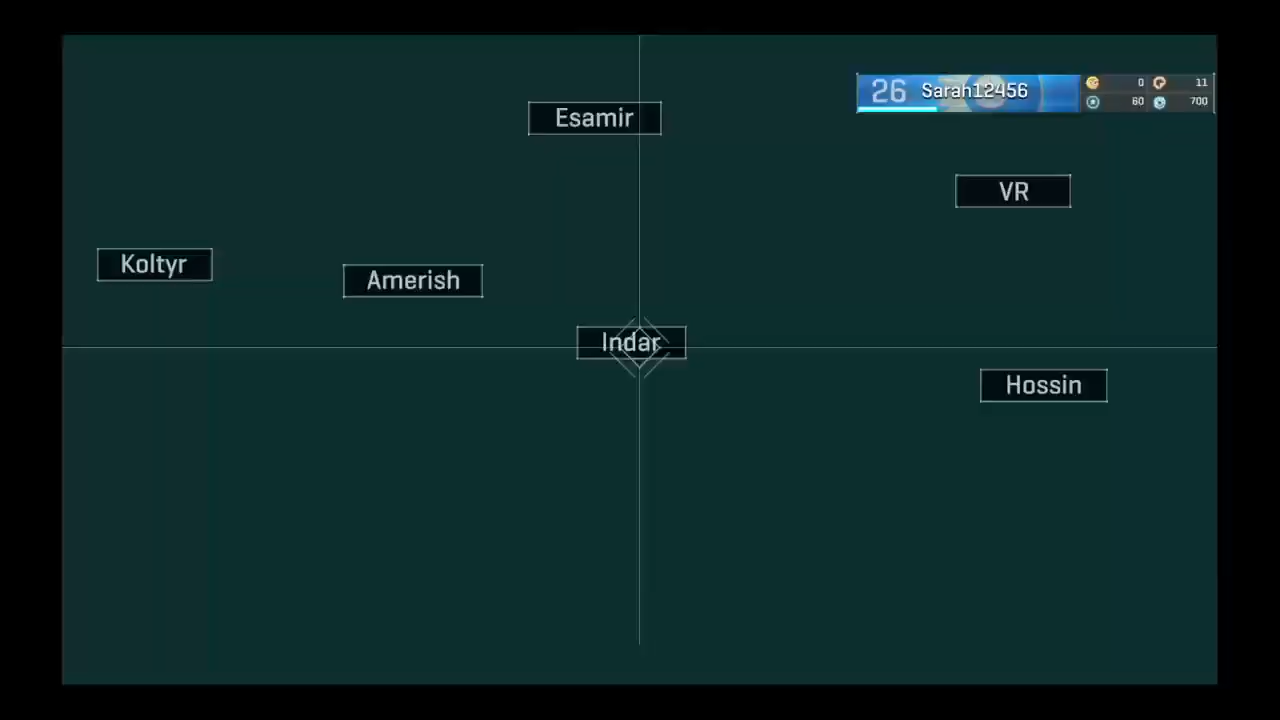 26 Sarah12456 0 11
60 700
Esamir
VR
Koltyr
Amerish
Indar
Hossin